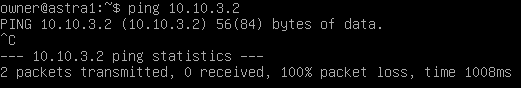 owner@astra1:~$ ping 10.10.3.2
PING 10.10.3.2 (10.10.3.2) 56(84) bytes of data.
^C
--- 10.10.3.2 ping statistics ---
2 packets transmitted, 0 received, 100% packet loss, time 1008ms